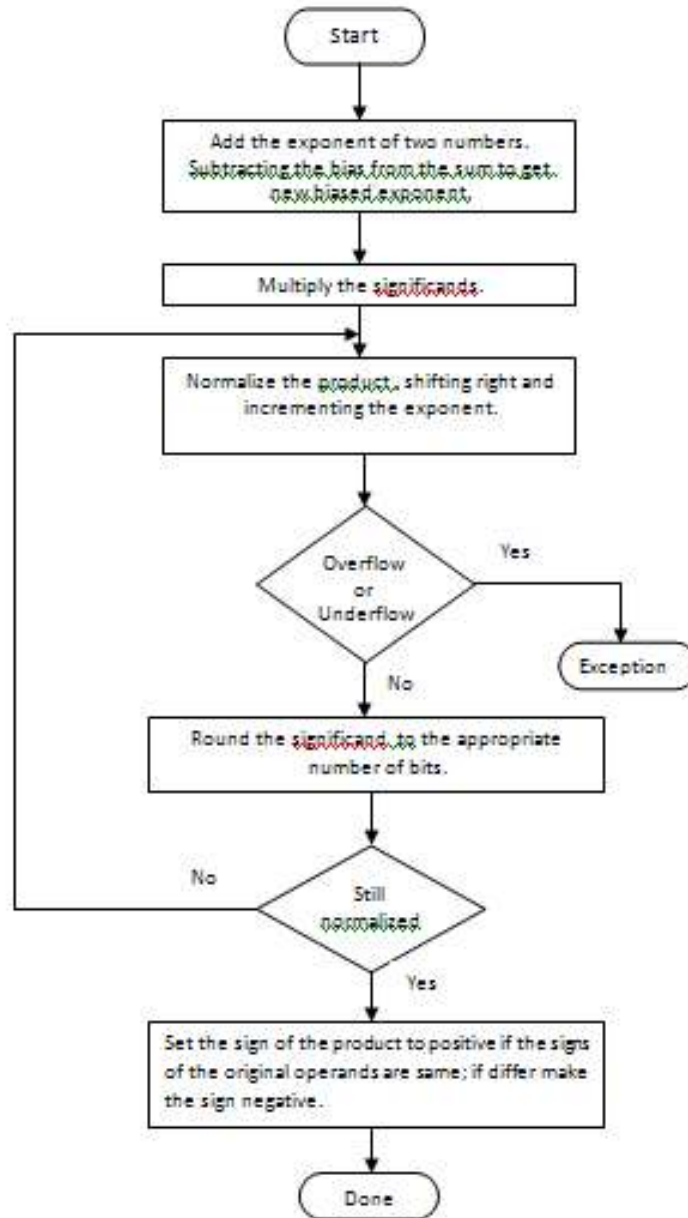 Start
Add the exponent of two numbers.
Subtracting the bias from the sum to get
new biased exponent.
Multiply the significands.
Normalize the product, shifting right and
incrementing the exponent.
Overflow
or
Underflow
Yes
Exception
No
Round the significand to the appropriate
number of bits.
No
Still
normalized
Yes
Set the sign of the product to positive if the signs
of the original operands are same; if differ make
the sign negative.
Done